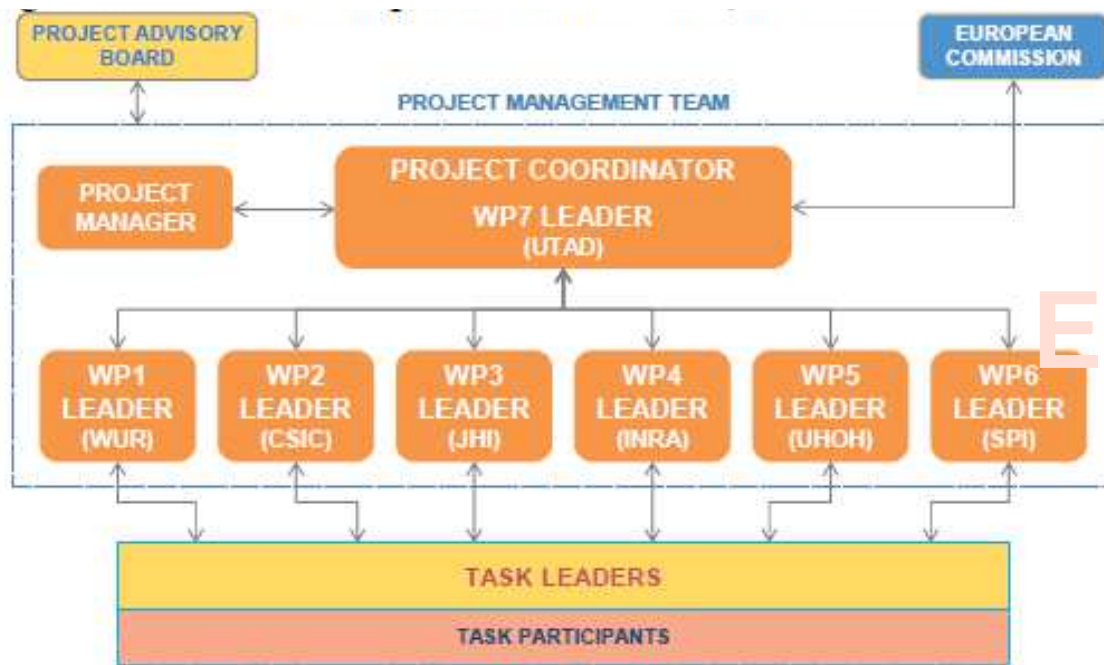 PROJECT ADVISORY
BOARD
EUROPEAN
COMMISSION
PROJECT MANAGEMENT TEAM
PROJECT
MANAGER
PROJECT COORDINATOR
WP7 LEADER
(UTAD)
E
WP1
LEADER
(WUR)
WP2
LEADER
(CSIC)
WP3
LEADER
(JHI)
WP4
LEADER
(INRA)
WP5
LEADER
(UHOH)
WP6
LEADER
(SPI)
TASK LEADERS
TASK PARTICIPANTS